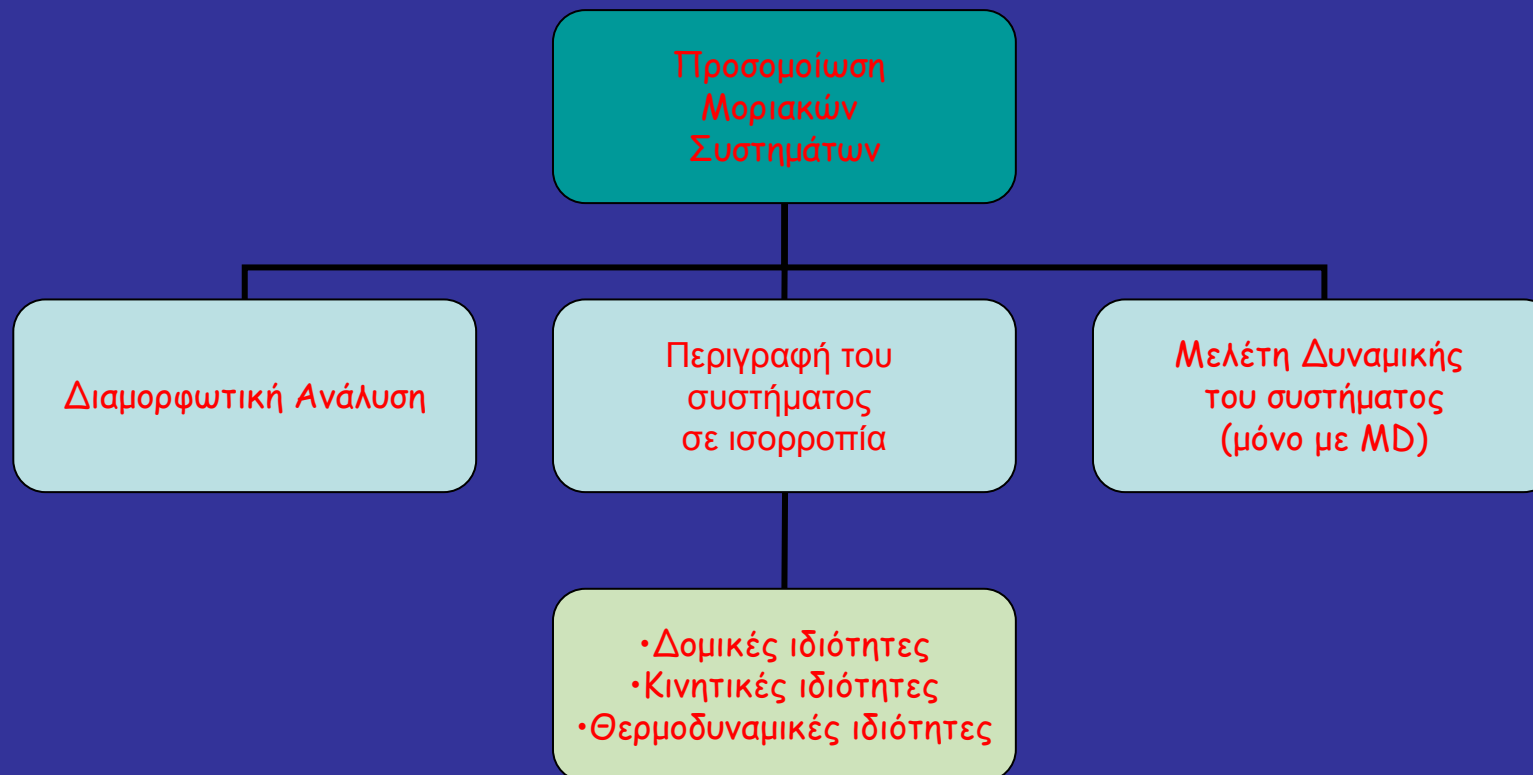 Προσομοίωση
Μοριακών
Συστημάτων
Διαμορφωτική Ανάλυση
Περιγραφή του
συστήματος
σε ισορροπία
Μελέτη Δυναμικής
του συστήματος
(μόνο με MD)
•Δομικές ιδιότητες
•Κινητικές ιδιότητες
•Θερμοδυναμικές ιδιότητες